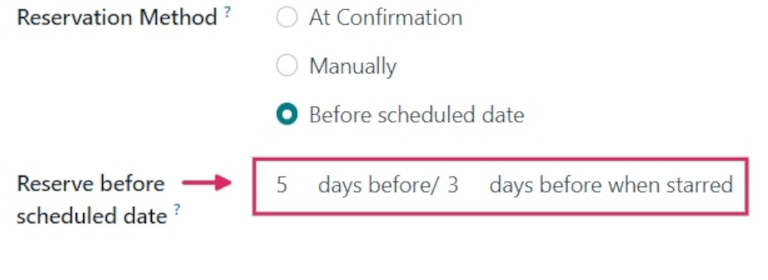 Reservation Method ? At Confirmation
Manually
Before scheduled date
Reserve before
scheduled date ?
5 days before/ 3 days before when starred